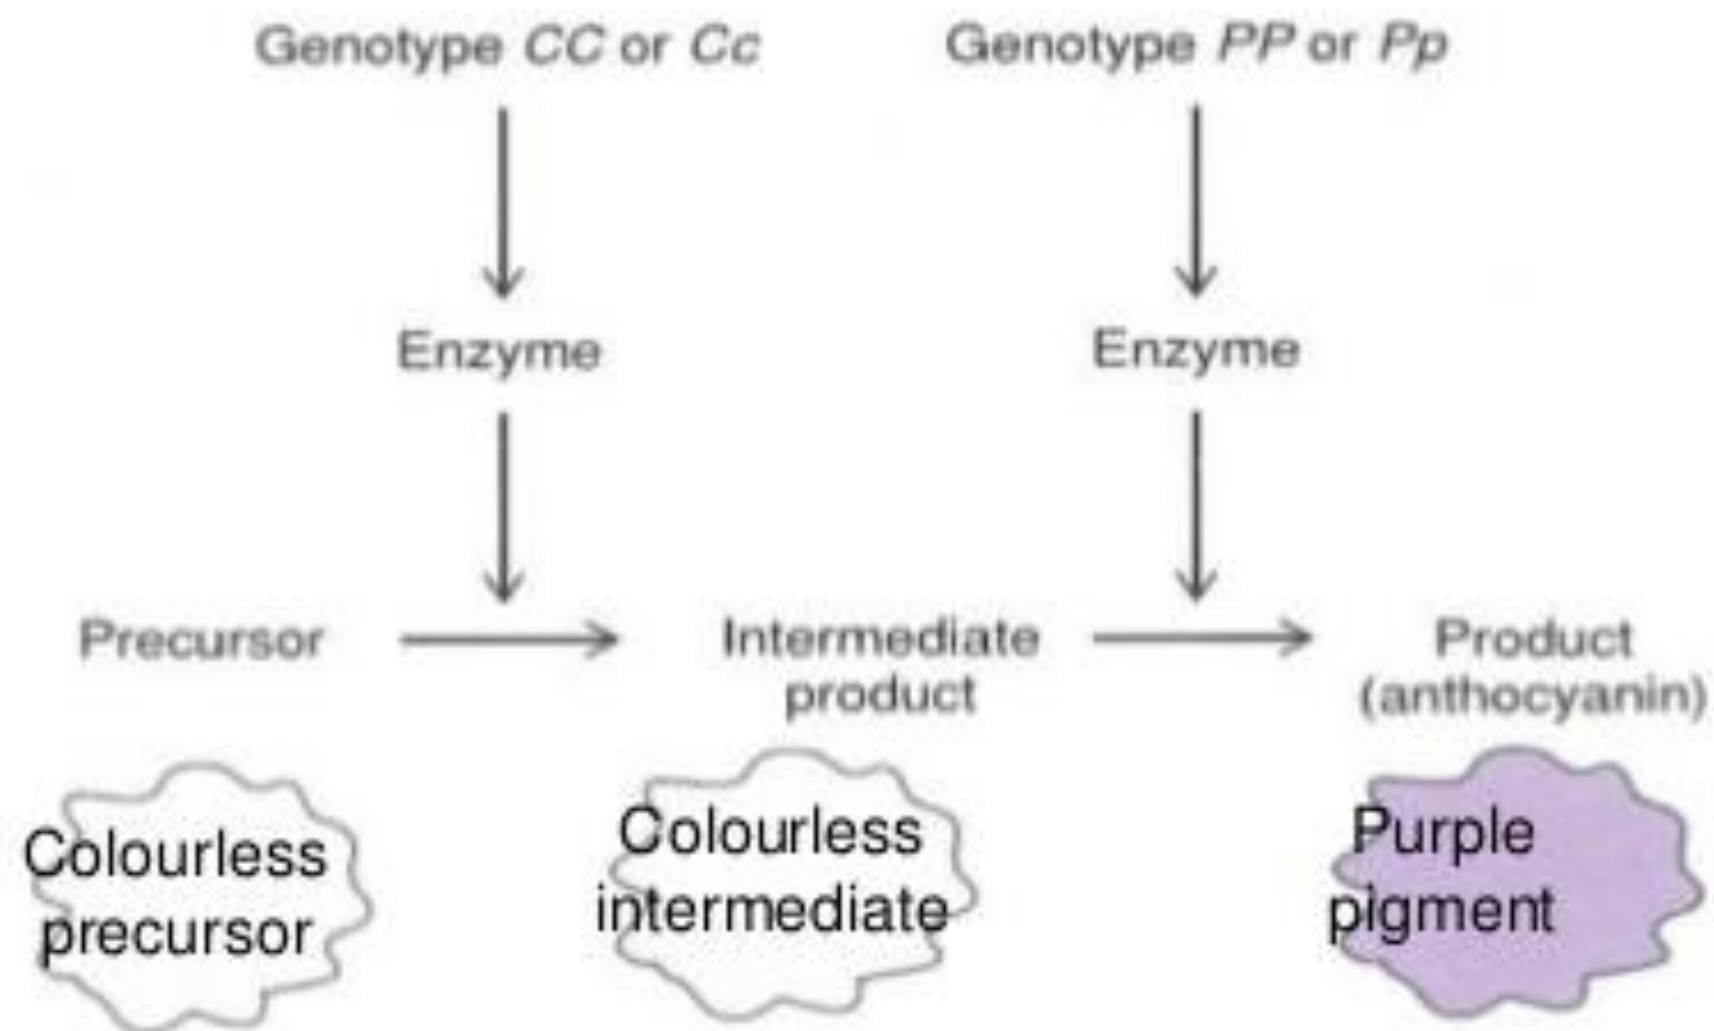 Genotype CC or Cc
Genotype PP or Pp
Enzyme
Enzyme
Precursor
Intermediate
product
Product
(anthocyanin)
Colourless
precursor
Colourless
intermediate
Purple
pigment